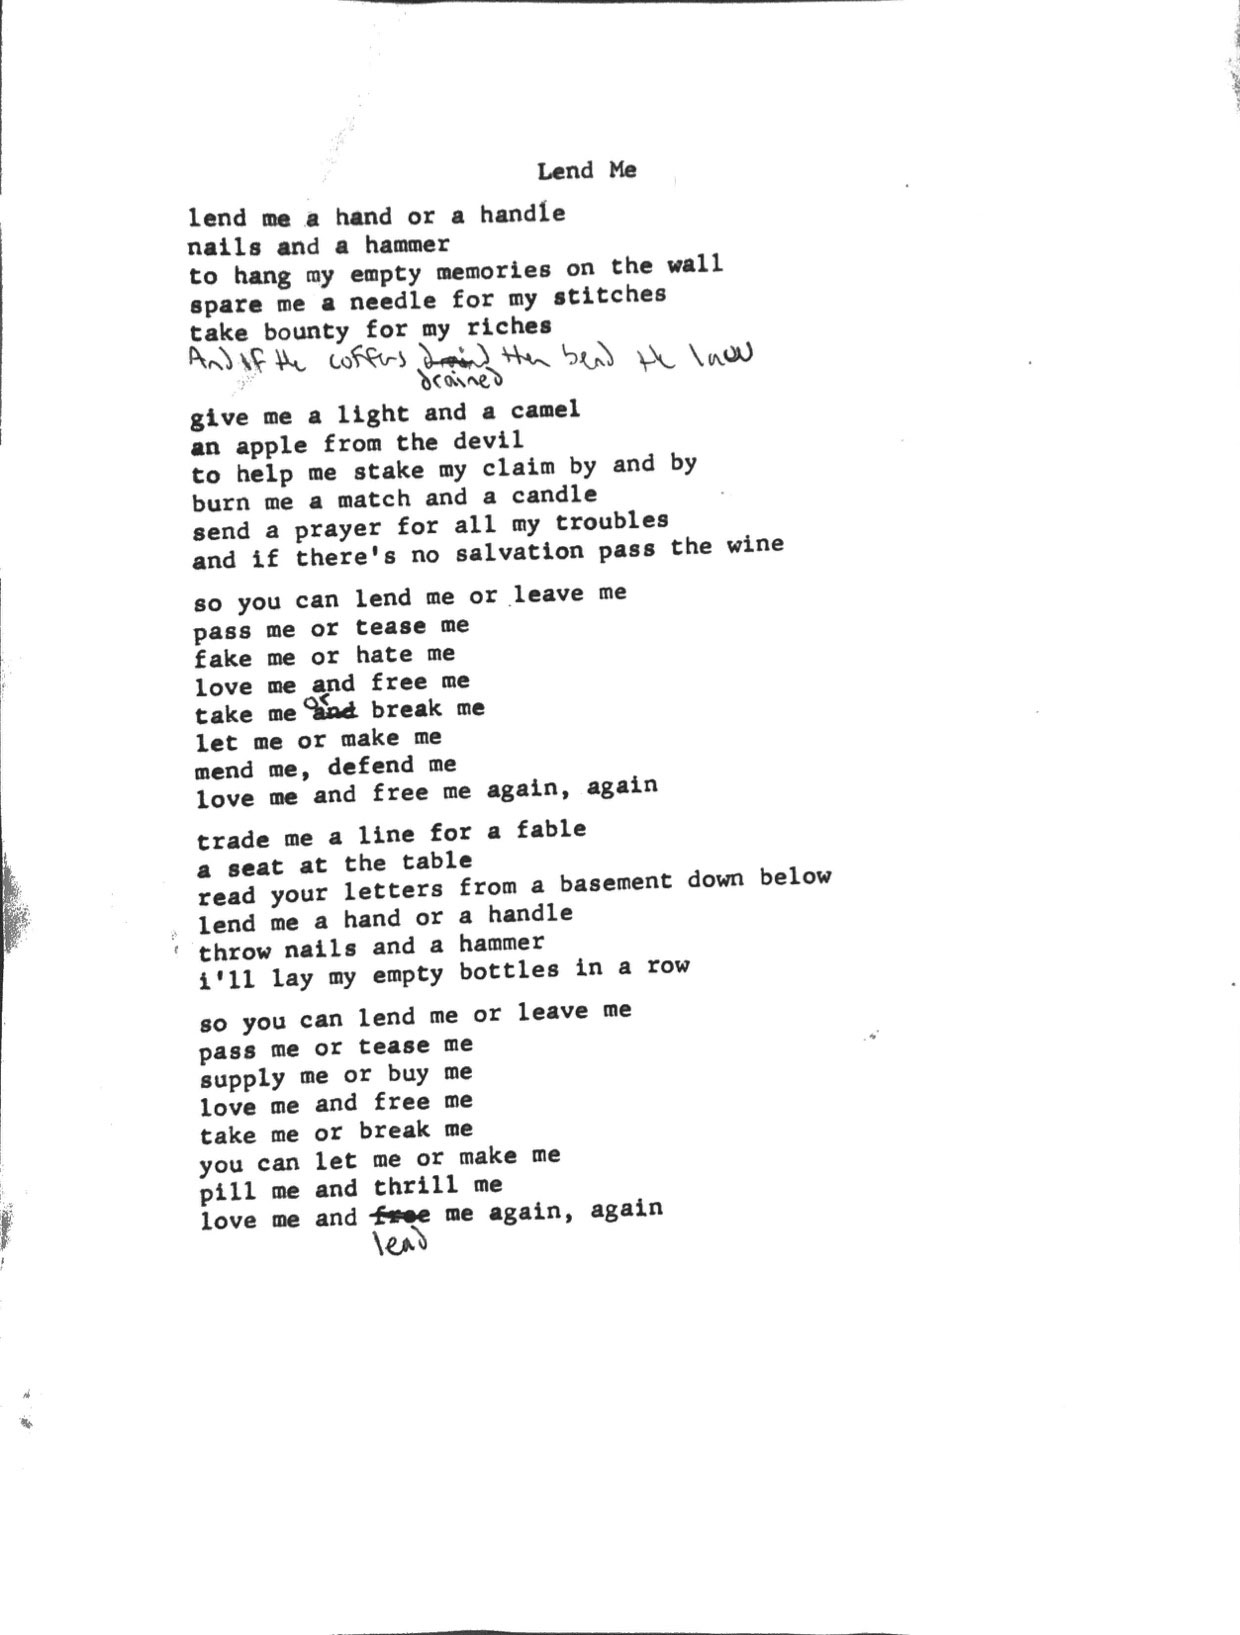 Lend Me
lend me a hand or a handle
nails and a hammer
to hang my empty memories on the wall
spare me a needle for my stitches
take bounty for my riches
And if the coffers drained then bend the law
give me a light and a camel
an apple from the devil
to help me stake my claim by and by
burn me a match and a candle
send a prayer for all my troubles
and if there's no salvation pass the wine
so you can lend me or leave me
pass me or tease me
fake me or hate me
love me and free me
take me or and break me
let me or make me
mend me, defend me
love me and free me again, again
trade me a line for a fable
a seat at the table
read your letters from a basement down below
lend me a hand or a handle
throw nails and a hammer
i'll lay my empty bottles in a row
so you can lend me or leave me
pass me or tease me
supply me or buy me
love me and free me
take me or break me
you can let me or make me
pill me and thrill me
love me and free me again, again
lend